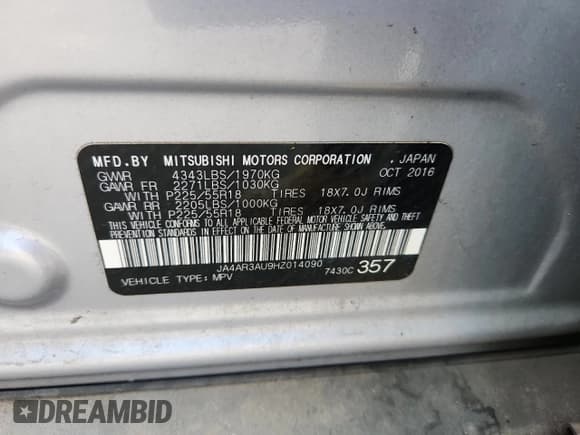 MFD.BY MITSUBISHI MOTORS CORPORATION , JAPAN
GVWR 4343LBS/1970KG OCT 2016
GAWR FR 2271LBS/1030KG
WITH P225/55R18 TIRES 18X7.0J RIMS
GAWR RR 2205LBS/1000KG
WITH P225/55R18 TIRES 18X7.0J RIMS
THIS VEHICLE CONFORMS TO ALL APPLICABLE FEDERAL MOTOR VEHICLE SAFETY AND THEFT
PREVENTION STANDARDS IN EFFECT ON THE DATE OF MANUFACTURE SHOWN ABOVE.
JA4AR3AU9HZ014090
VEHICLE TYPE: MPV 7430C 357
DREAMBID